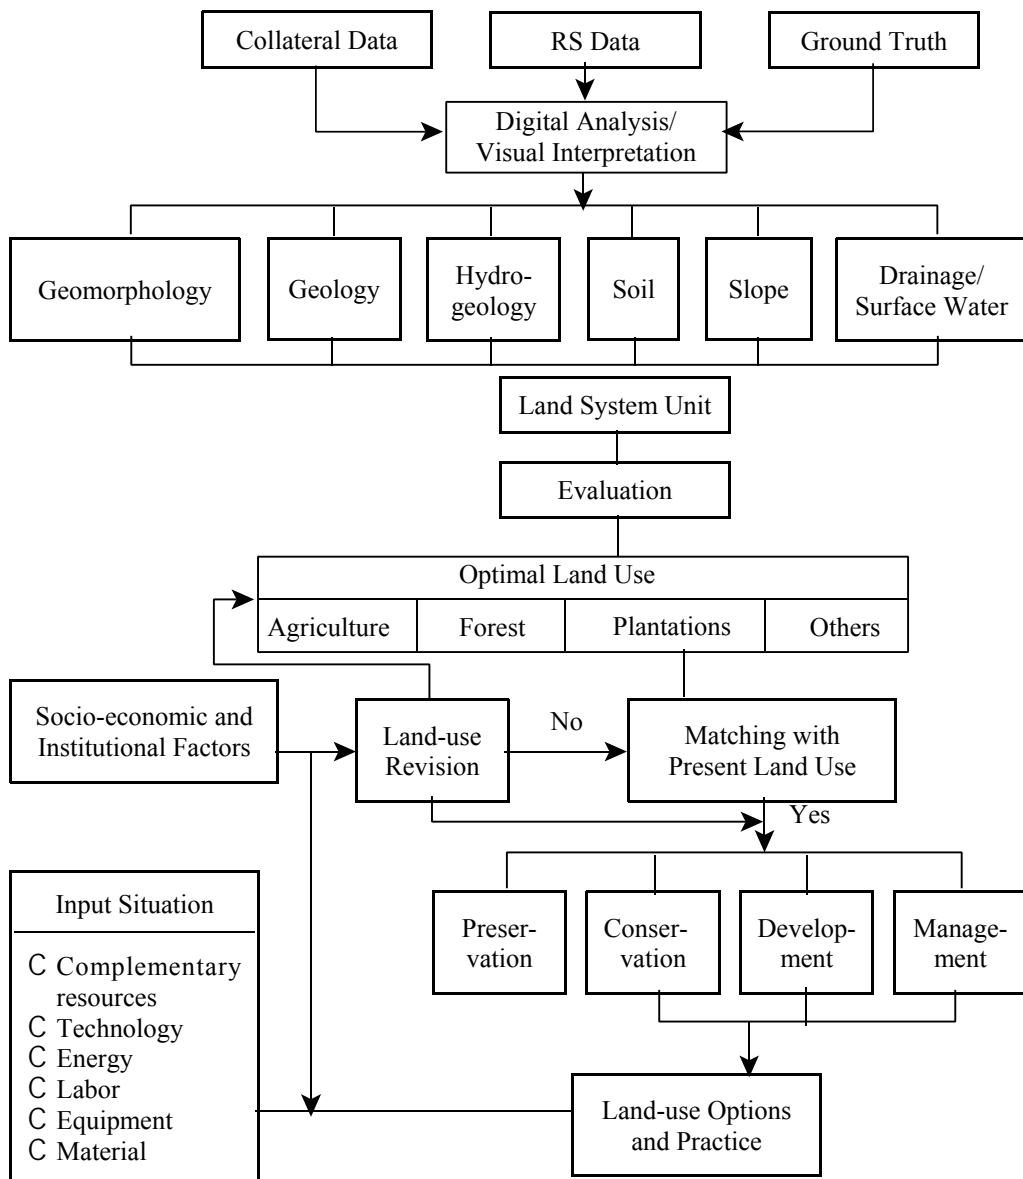 Collateral Data
RS Data
Ground Truth
Digital Analysis/
Visual Interpretation
Geomorphology
Geology
Hydro-
geology
Soil
Slope
Drainage/
Surface Water
Land System Unit
Evaluation
Optimal Land Use
Agriculture
Forest
Plantations
Others
Socio-economic and
Institutional Factors
Land-use
Revision
No
Matching with
Present Land Use
Yes
Input Situation
C Complementary
resources
C Technology
C Energy
C Labor
C Equipment
C Material
Preser-
vation
Conser-
vation
Develop-
ment
Manage-
ment
Land-use Options
and Practice